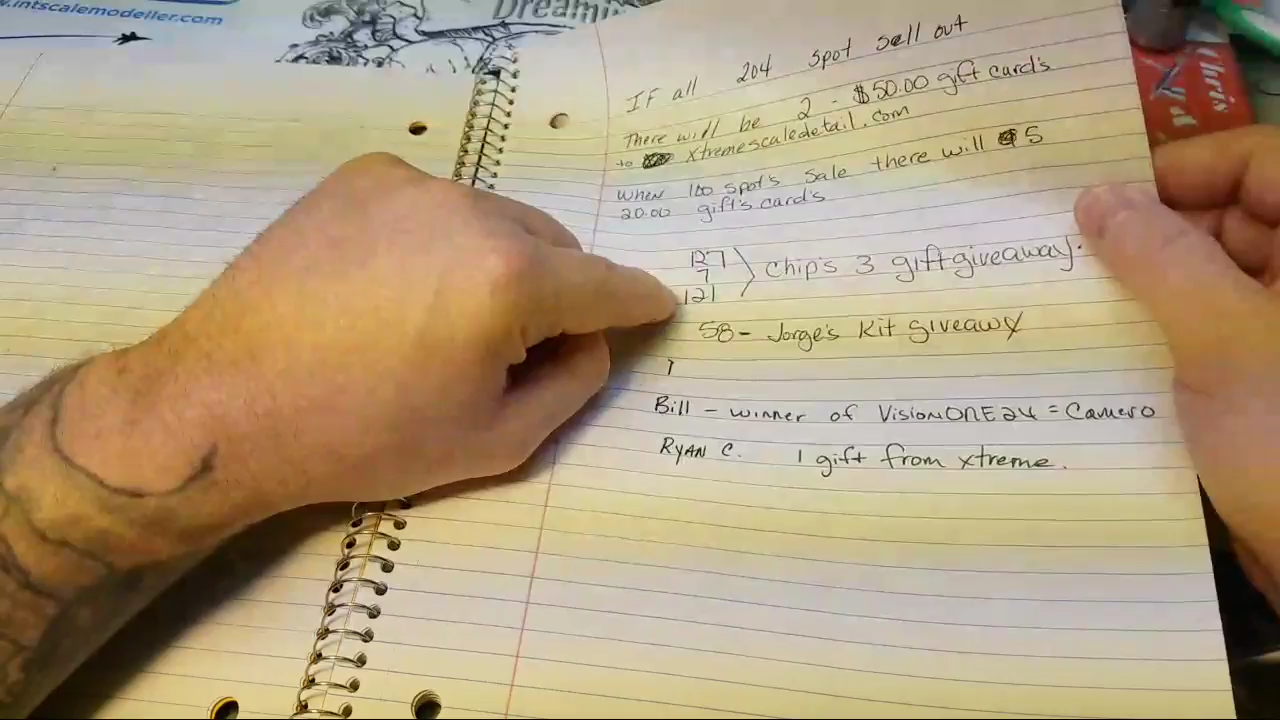 www.intscalemodeller.com
IF all 204 spot sell out
There will be 2 - $50.00 gift card's
to xtremescaledetail.com
When 100 spot's sale there will 5
20.00 gift's card's
127
7
121
Chip's 3 gift giveaway.
58 - Jorge's Kit giveawy
Bill - winner of VisionONE24 = Camero
RYAN C. 1 gift from xtreme.